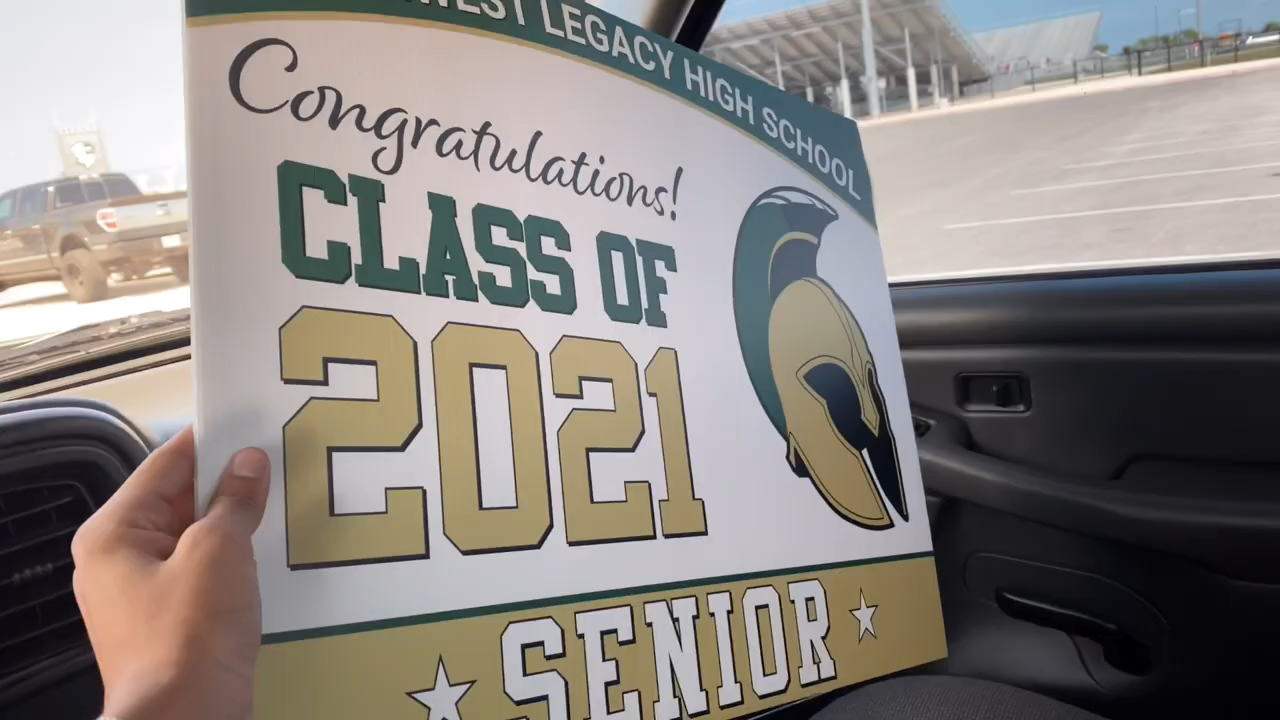 LEGACY HIGH SCHOOL
Congratulations!
CLASS OF
2021
SENIOR